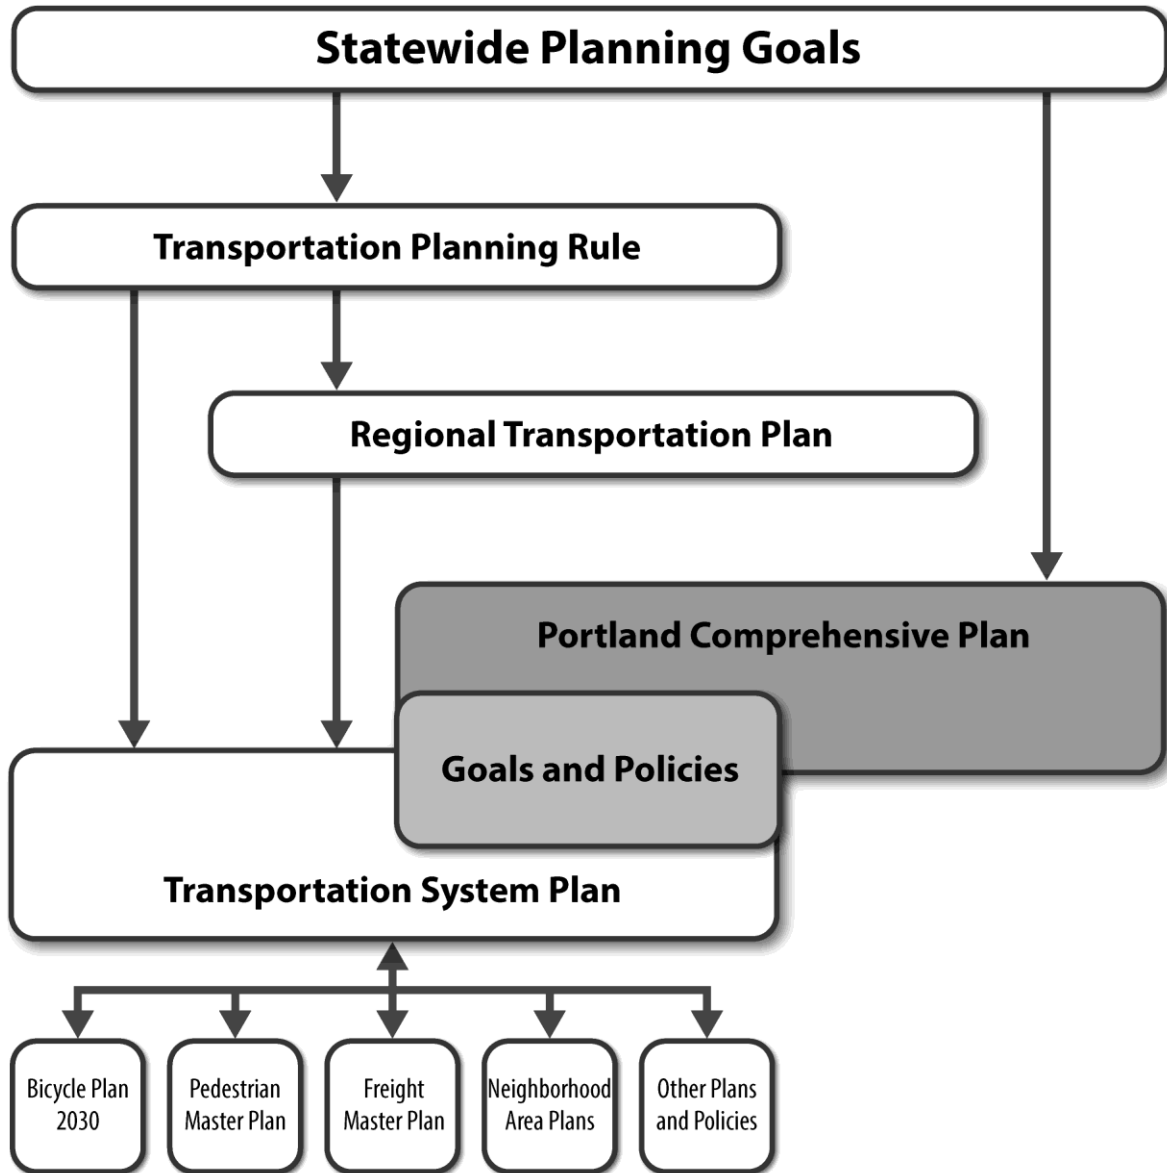 Statewide Planning Goals
Transportation Planning Rule
Regional Transportation Plan
Portland Comprehensive Plan
Goals and Policies
Transportation System Plan
Bicycle Plan
2030
Pedestrian
Master Plan
Freight
Master Plan
Neighborhood
Area Plans
Other Plans
and Policies